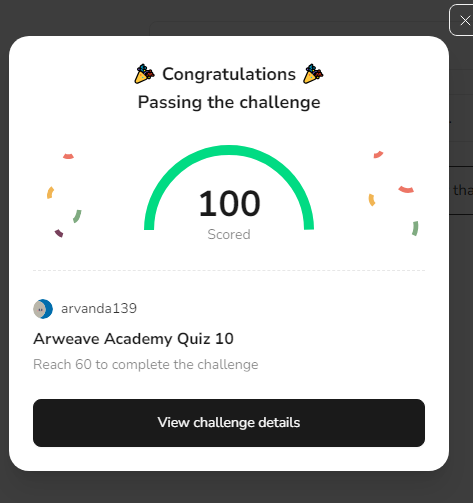 Congratulations
Passing the challenge
100
Scored
arvanda139
Arweave Academy Quiz 10
Reach 60 to complete the challenge
View challenge details
tha